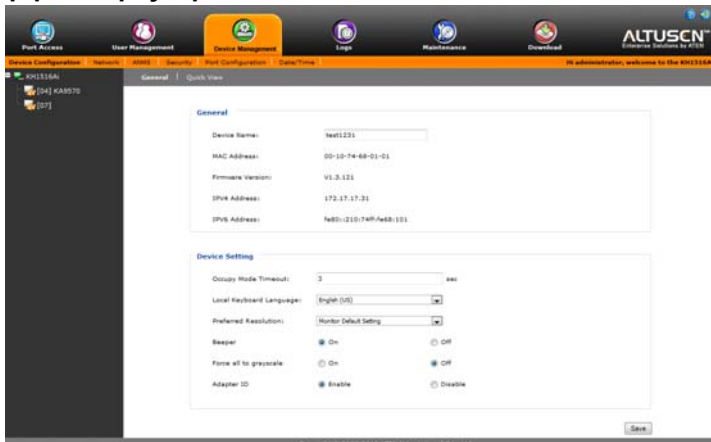 ALTUSCN™
Enterprise Solutions by ATEN
Port Access
User Management
Device Management
Logs
Maintenance
Download
Device Configuration
Network
ANMS
Security
Port Configuration
Date/Time
Hi administrator, welcome to the KH1516A
KH1516Ai
[04] KA9570
[07]
General
Quick View
General
Device Name: test1231
MAC Address: 00-10-74-68-01-01
Firmware Version: V1.3.121
IPV4 Address: 172.17.17.31
IPV6 Address: fe80::210:74ff:fe68:101
Device Setting
Occupy Mode Timeout: 3 sec
Local Keyboard Language: English (US)
Preferred Resolution: Monitor Default Setting
Beeper On Off
Force all to greyscale On Off
Adapter ID Enable Disable
Save